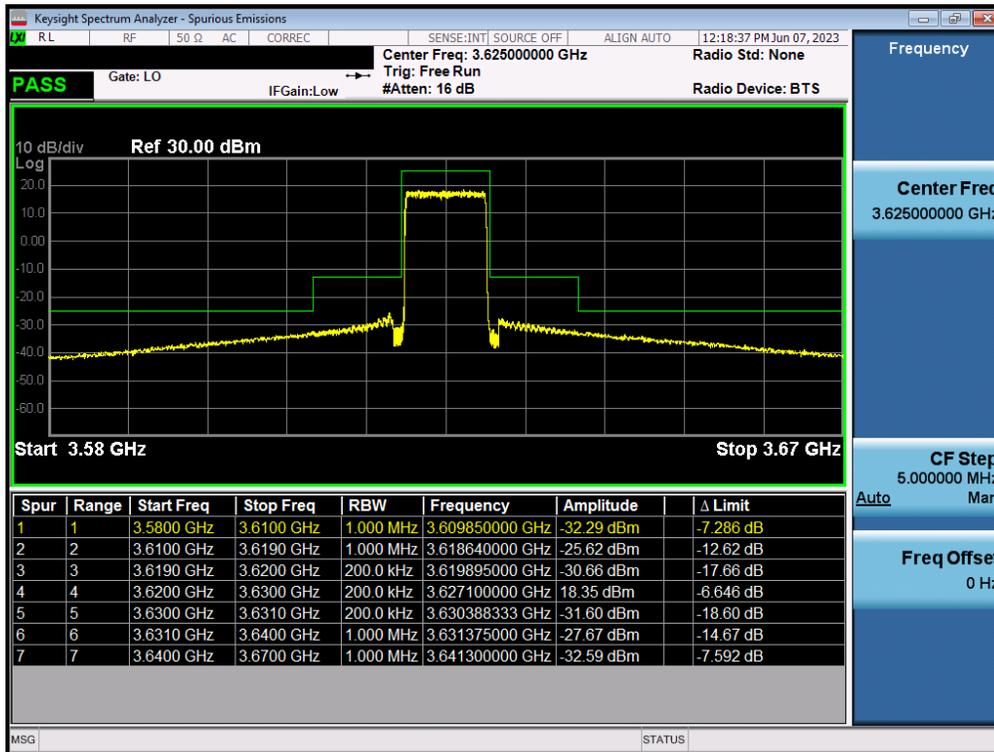 Keysight Spectrum Analyzer - Spurious Emissions
LXI RL RF 50 Ω AC CORREC SENSE:INT SOURCE OFF ALIGN AUTO 12:18:37 PM Jun 07, 2023
Center Freq: 3.625000000 GHz Radio Std: None
Trig: Free Run
PASS Gate: LO IFGain:Low #Atten: 16 dB Radio Device: BTS
10 dB/div Ref 30.00 dBm
Log
20.0
10.0
0.00
-10.0
-20.0
-30.0
-40.0
-50.0
-60.0
Start 3.58 GHz Stop 3.67 GHz
Spur Range Start Freq Stop Freq RBW Frequency Amplitude Δ Limit
1 1 3.5800 GHz 3.6100 GHz 1.000 MHz 3.609850000 GHz -32.29 dBm -7.286 dB
2 2 3.6100 GHz 3.6190 GHz 1.000 MHz 3.618640000 GHz -25.62 dBm -12.62 dB
3 3 3.6190 GHz 3.6200 GHz 200.0 kHz 3.619895000 GHz -30.66 dBm -17.66 dB
4 4 3.6200 GHz 3.6300 GHz 200.0 kHz 3.627100000 GHz 18.35 dBm -6.646 dB
5 5 3.6300 GHz 3.6310 GHz 200.0 kHz 3.630388333 GHz -31.60 dBm -18.60 dB
6 6 3.6310 GHz 3.6400 GHz 1.000 MHz 3.631375000 GHz -27.67 dBm -14.67 dB
7 7 3.6400 GHz 3.6700 GHz 1.000 MHz 3.641300000 GHz -32.59 dBm -7.592 dB
MSG STATUS
Frequency
Center Freq
3.625000000 GHz
CF Step
5.000000 MHz
Auto Man
Freq Offset
0 Hz